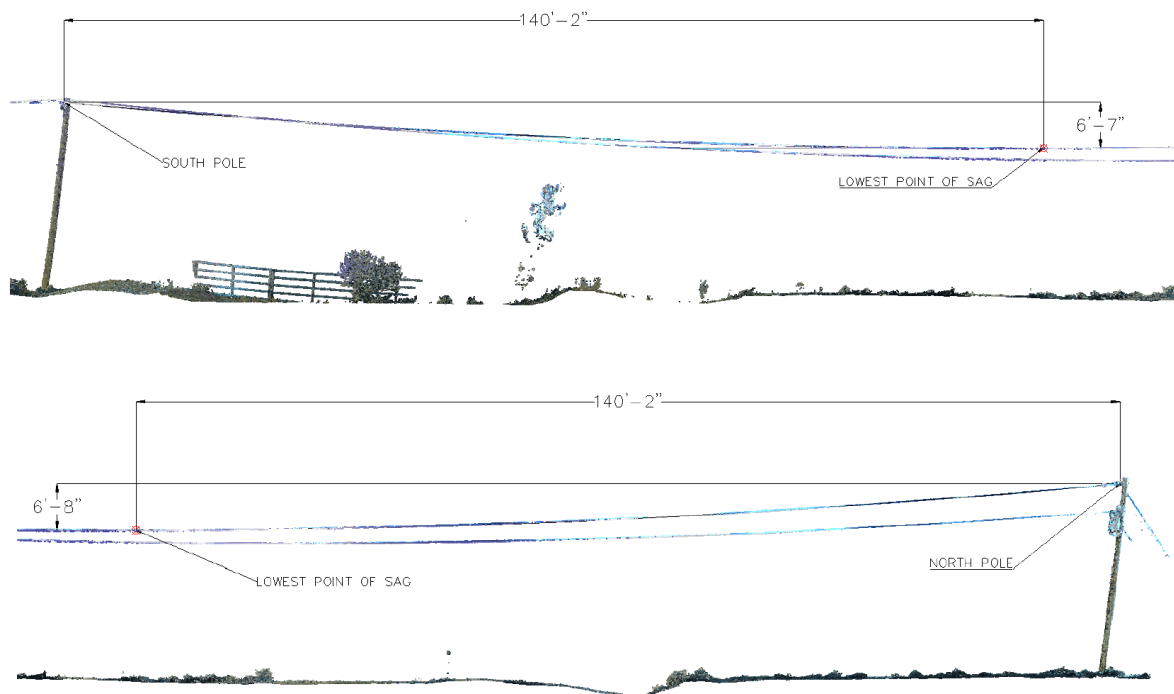 140'-2"
6'-7"
SOUTH POLE
LOWEST POINT OF SAG
140'-2"
6'-8"
NORTH POLE
LOWEST POINT OF SAG